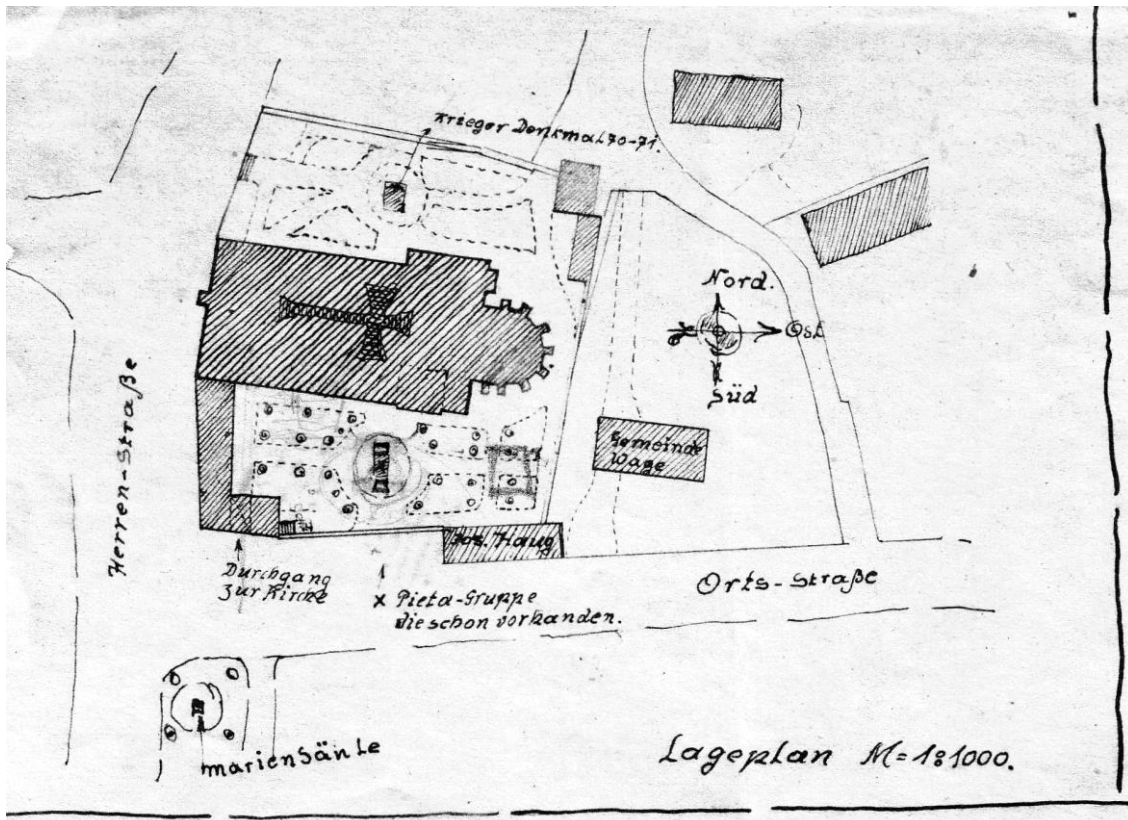 Krieger Denkmal 70-71.
Nord.
Ost
Süd
Herren-Straße
Gemeinde
Wage
Jos. Haug
Durchgang
zur Kirche
x Pieta-Gruppe
die schon vorhanden.
Orts-Straße
mariensäule
Lageplan M=1:1000.